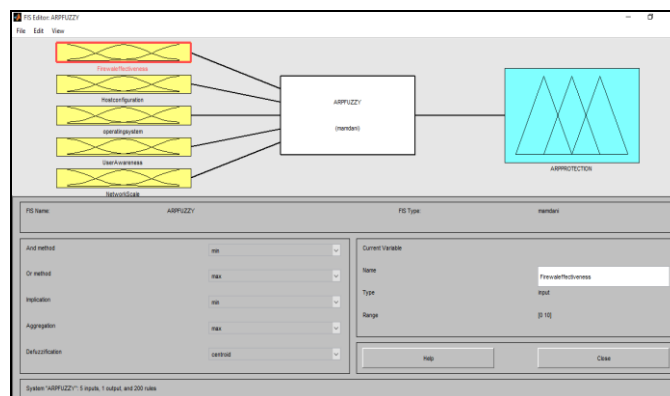 FIS Editor: ARPFUZZY
File Edit View
Firewaleffectiveness
Hostconfiguration
operatingsystem
UserAwareness
NetworkScale
ARPFUZZY
(mamdani)
ARPPROTECTION
FIS Name: ARPFUZZY FIS Type: mamdani
And method min
Or method max
Implication min
Aggregation max
Defuzzification centroid
Current Variable
Name Firewaleffectiveness
Type input
Range [0 10]
Help Close
System "ARPFUZZY": 5 inputs, 1 output, and 200 rules